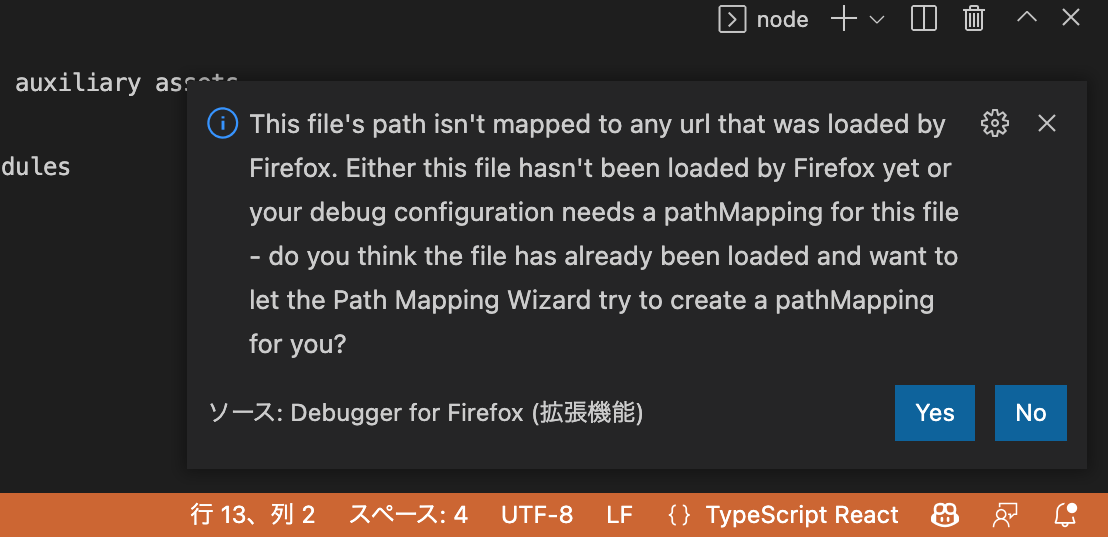 node
auxiliary assets
dules
This file's path isn't mapped to any url that was loaded by
Firefox. Either this file hasn't been loaded by Firefox yet or
your debug configuration needs a pathMapping for this file
- do you think the file has already been loaded and want to
let the Path Mapping Wizard try to create a pathMapping
for you?
ソース: Debugger for Firefox (拡張機能) Yes No
行 13、列 2 スペース: 4 UTF-8 LF {} TypeScript React